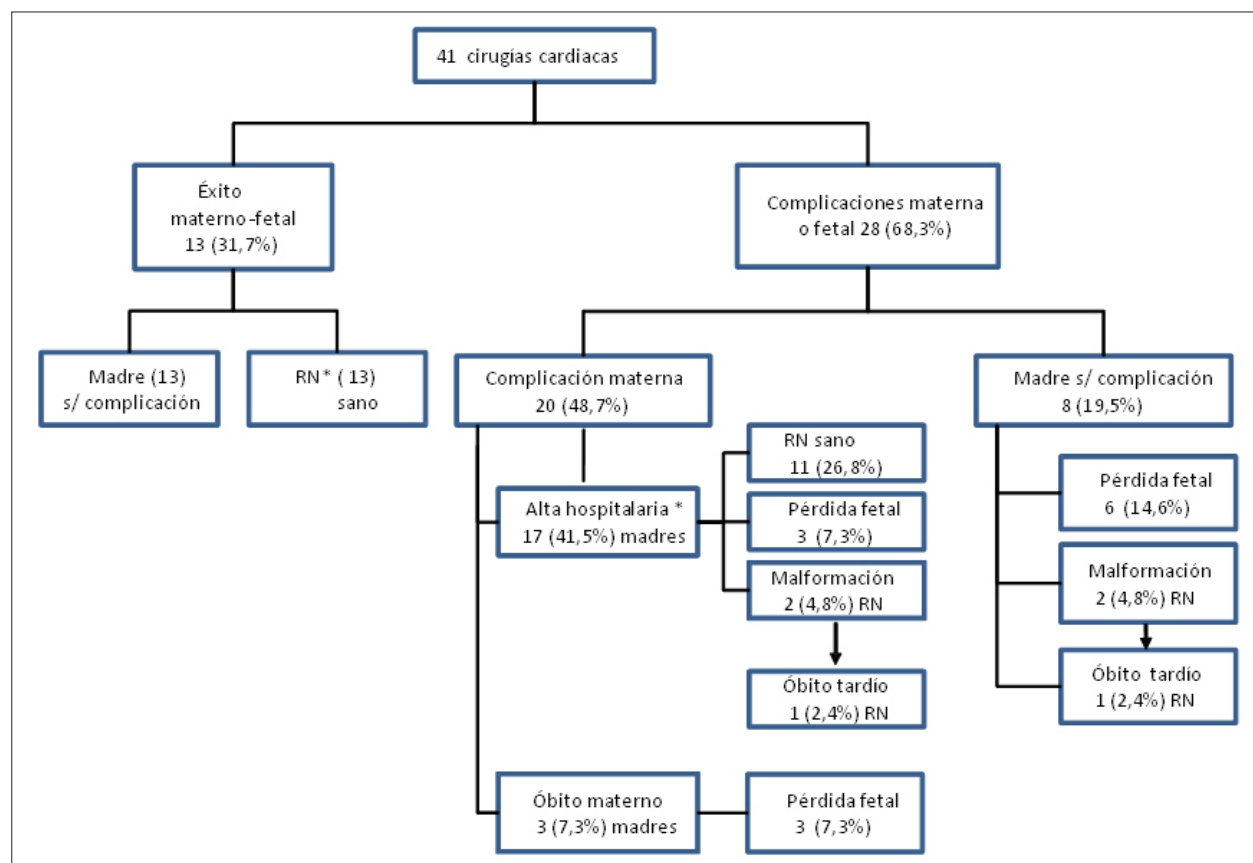 41 cirugías cardiacas
Éxito
materno-fetal
13 (31,7%)
Complicaciones materna
o fetal 28 (68,3%)
Madre (13)
s/ complicación
RN* ( 13)
sano
Complicación materna
20 (48,7%)
Madre s/ complicación
8 (19,5%)
RN sano
11 (26,8%)
Alta hospitalaria *
17 (41,5%) madres
Pérdida fetal
3 (7,3%)
Malformación
2 (4,8%) RN
Óbito tardío
1 (2,4%) RN
Pérdida fetal
6 (14,6%)
Malformación
2 (4,8%) RN
Óbito tardío
1 (2,4%) RN
Óbito materno
3 (7,3%) madres
Pérdida fetal
3 (7,3%)